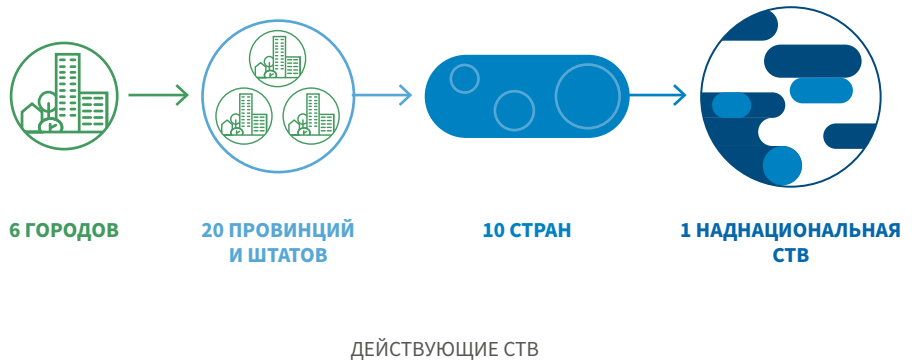 6 ГОРОДОВ
20 ПРОВИНЦИЙ
И ШТАТОВ
10 СТРАН
1 НАДНАЦИОНАЛЬНАЯ
СТВ
ДЕЙСТВУЮЩИЕ СТВ